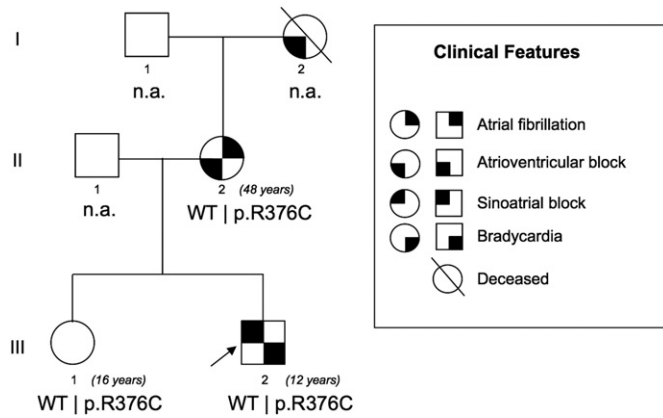 I
1
2
n.a.
n.a.
II
1
2 (48 years)
n.a.
WT | p.R376C
III
1 (16 years)
2 (12 years)
WT | p.R376C
WT | p.R376C
Clinical Features
Atrial fibrillation
Atrioventricular block
Sinoatrial block
Bradycardia
Deceased